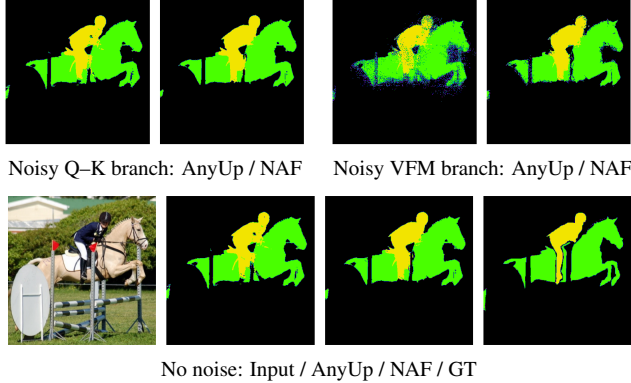 Noisy Q–K branch: AnyUp / NAF
Noisy VFM branch: AnyUp / NAF
No noise: Input / AnyUp / NAF / GT